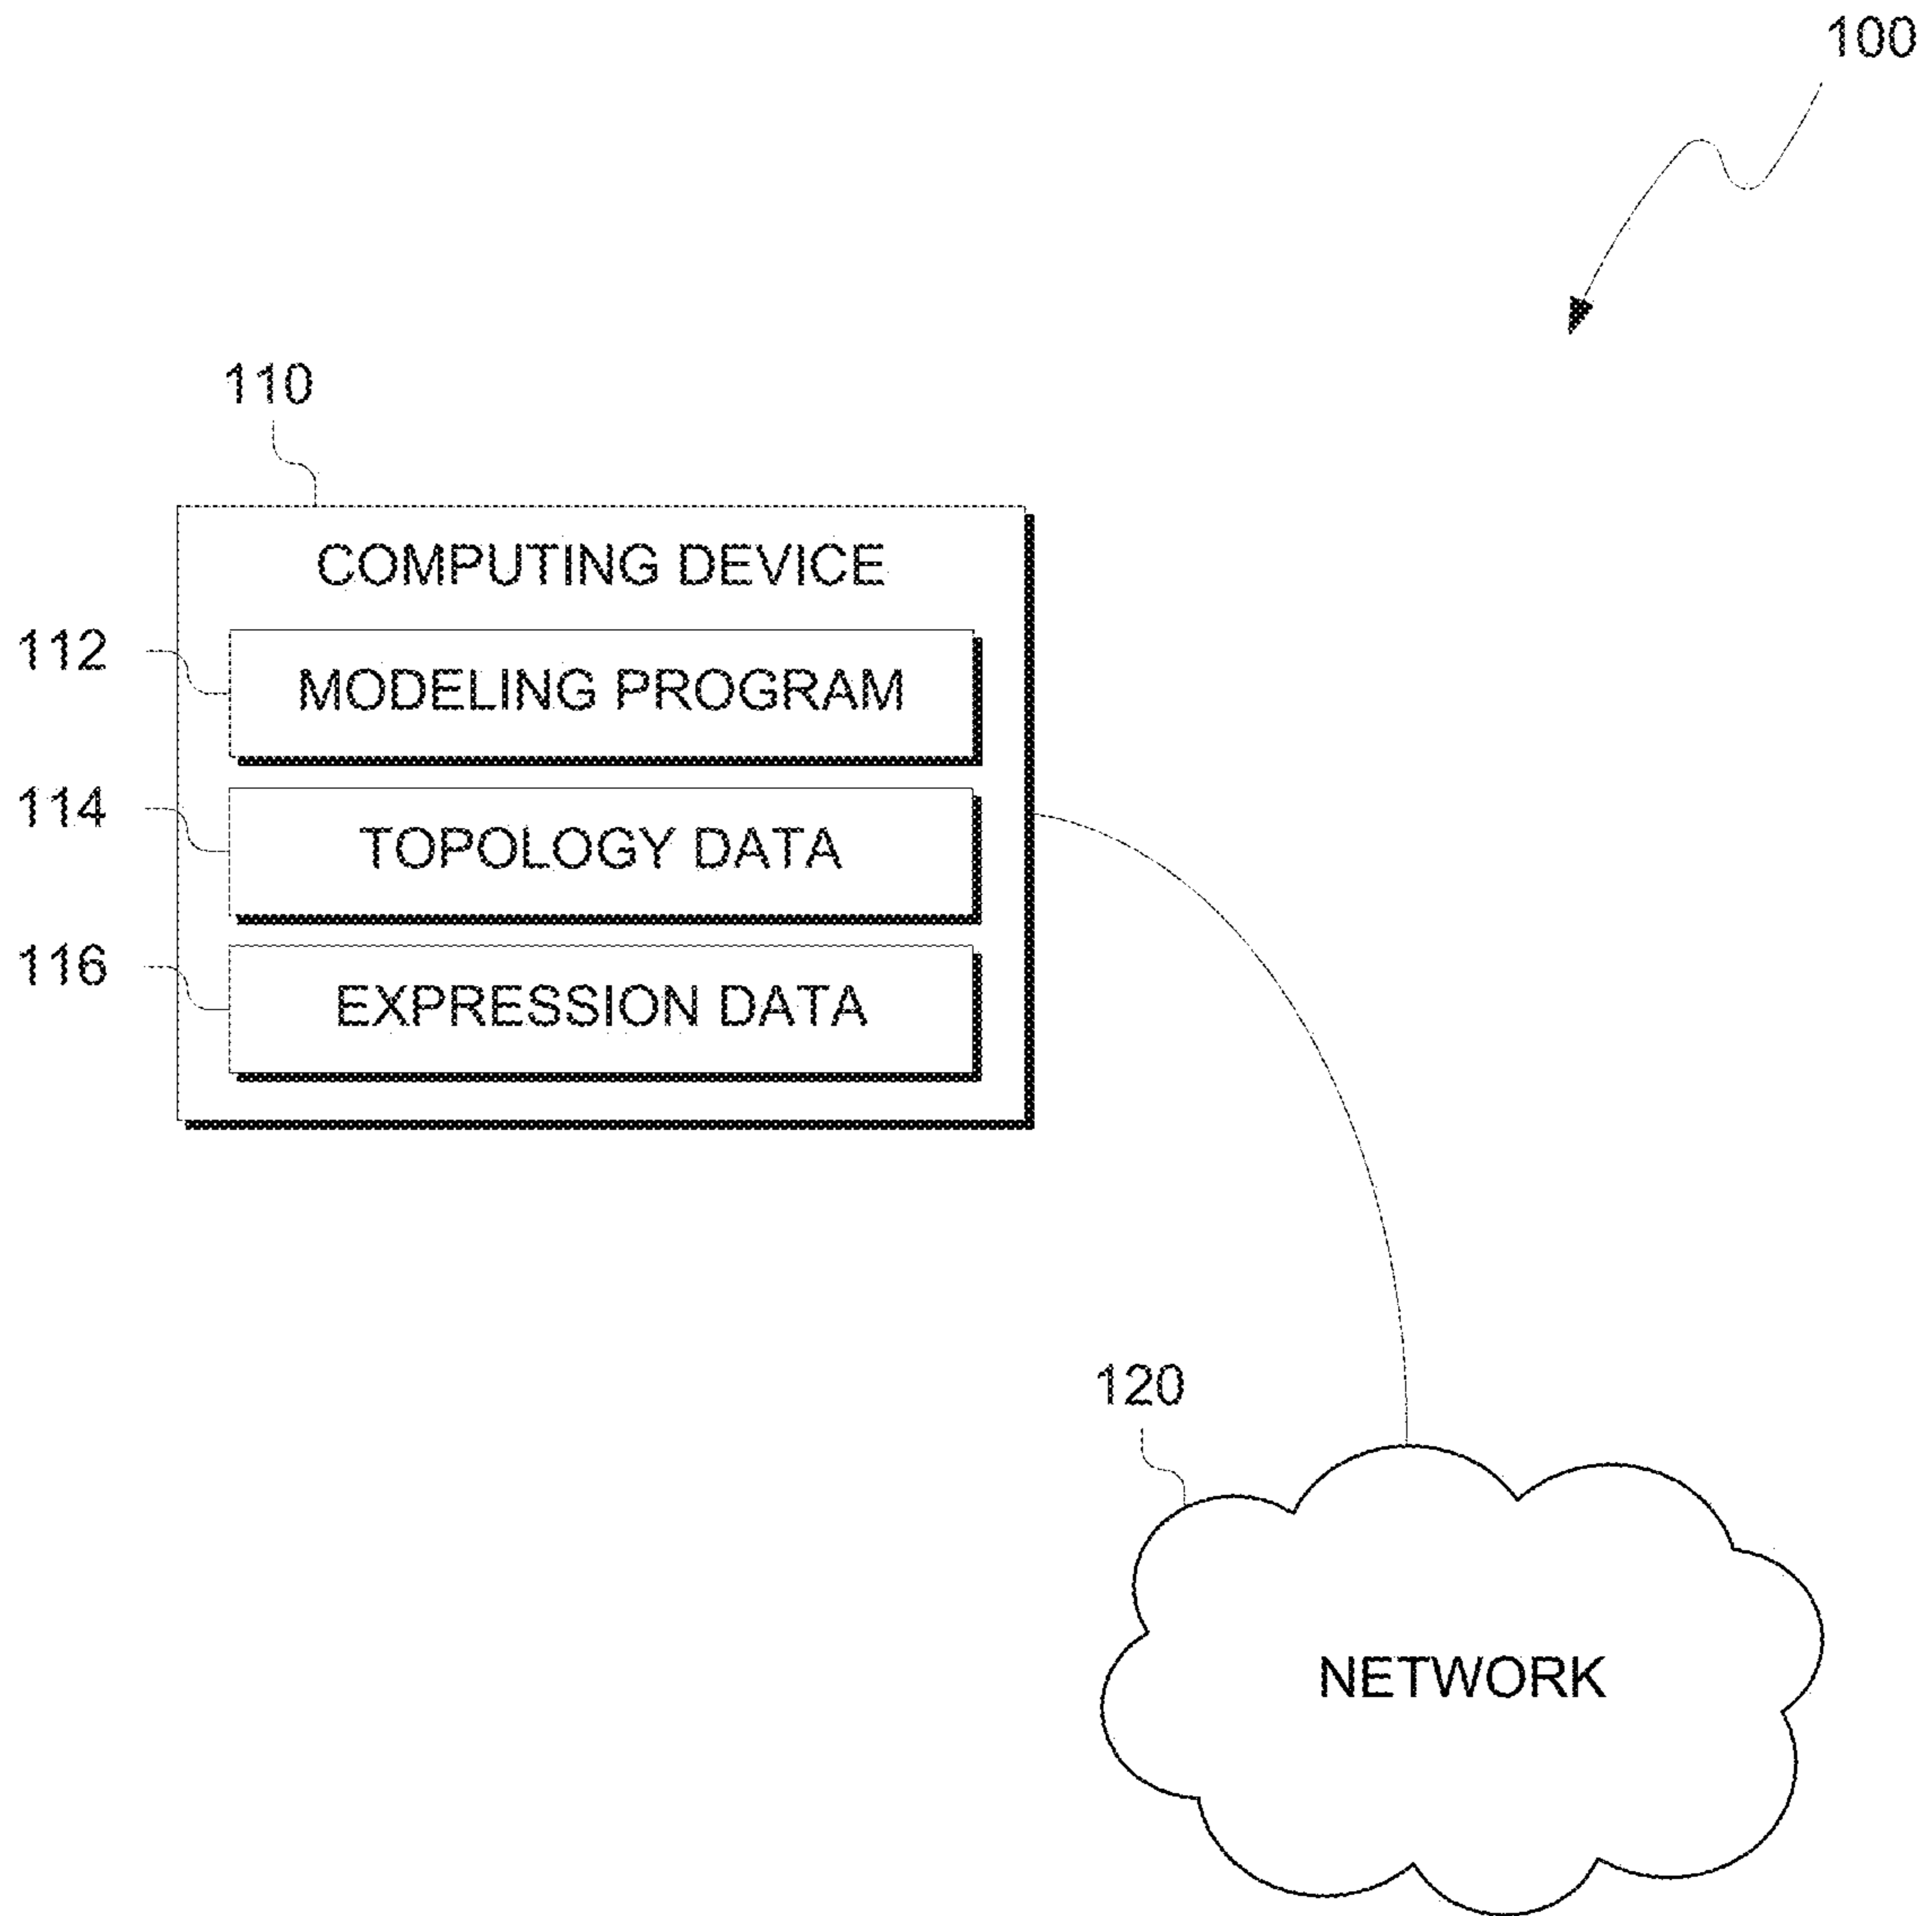 100
110
COMPUTING DEVICE
112
MODELING PROGRAM
114
TOPOLOGY DATA
116
EXPRESSION DATA
120
NETWORK